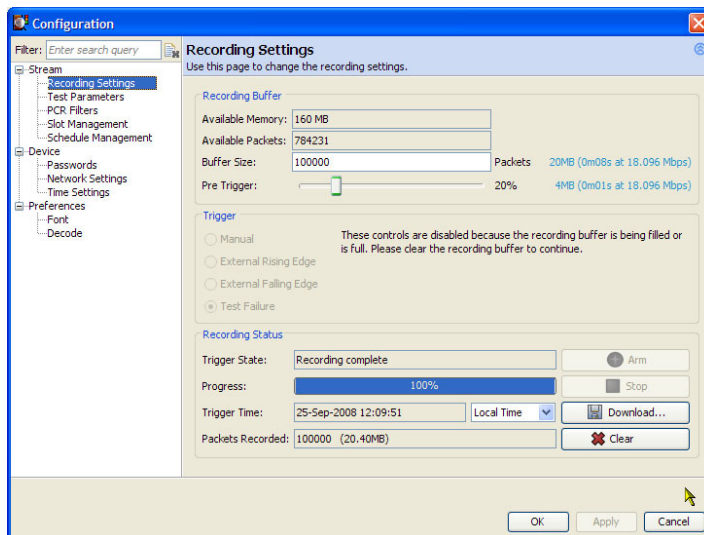 Configuration
Filter: Enter search query
Stream
Recording Settings
Test Parameters
PCR Filters
Slot Management
Schedule Management
Device
Passwords
Network Settings
Time Settings
Preferences
Font
Decode
Recording Settings
Use this page to change the recording settings.
Recording Buffer
Available Memory: 160 MB
Available Packets: 784231
Buffer Size: 100000 Packets 20MB (0m08s at 18.096 Mbps)
Pre Trigger: 20% 4MB (0m01s at 18.096 Mbps)
Trigger
Manual
External Rising Edge
External Falling Edge
Test Failure
These controls are disabled because the recording buffer is being filled or
is full. Please clear the recording buffer to continue.
Recording Status
Trigger State: Recording complete Arm
Progress: 100% Stop
Trigger Time: 25-Sep-2008 12:09:51 Local Time Download...
Packets Recorded: 100000 (20.40MB) Clear
OK Apply Cancel